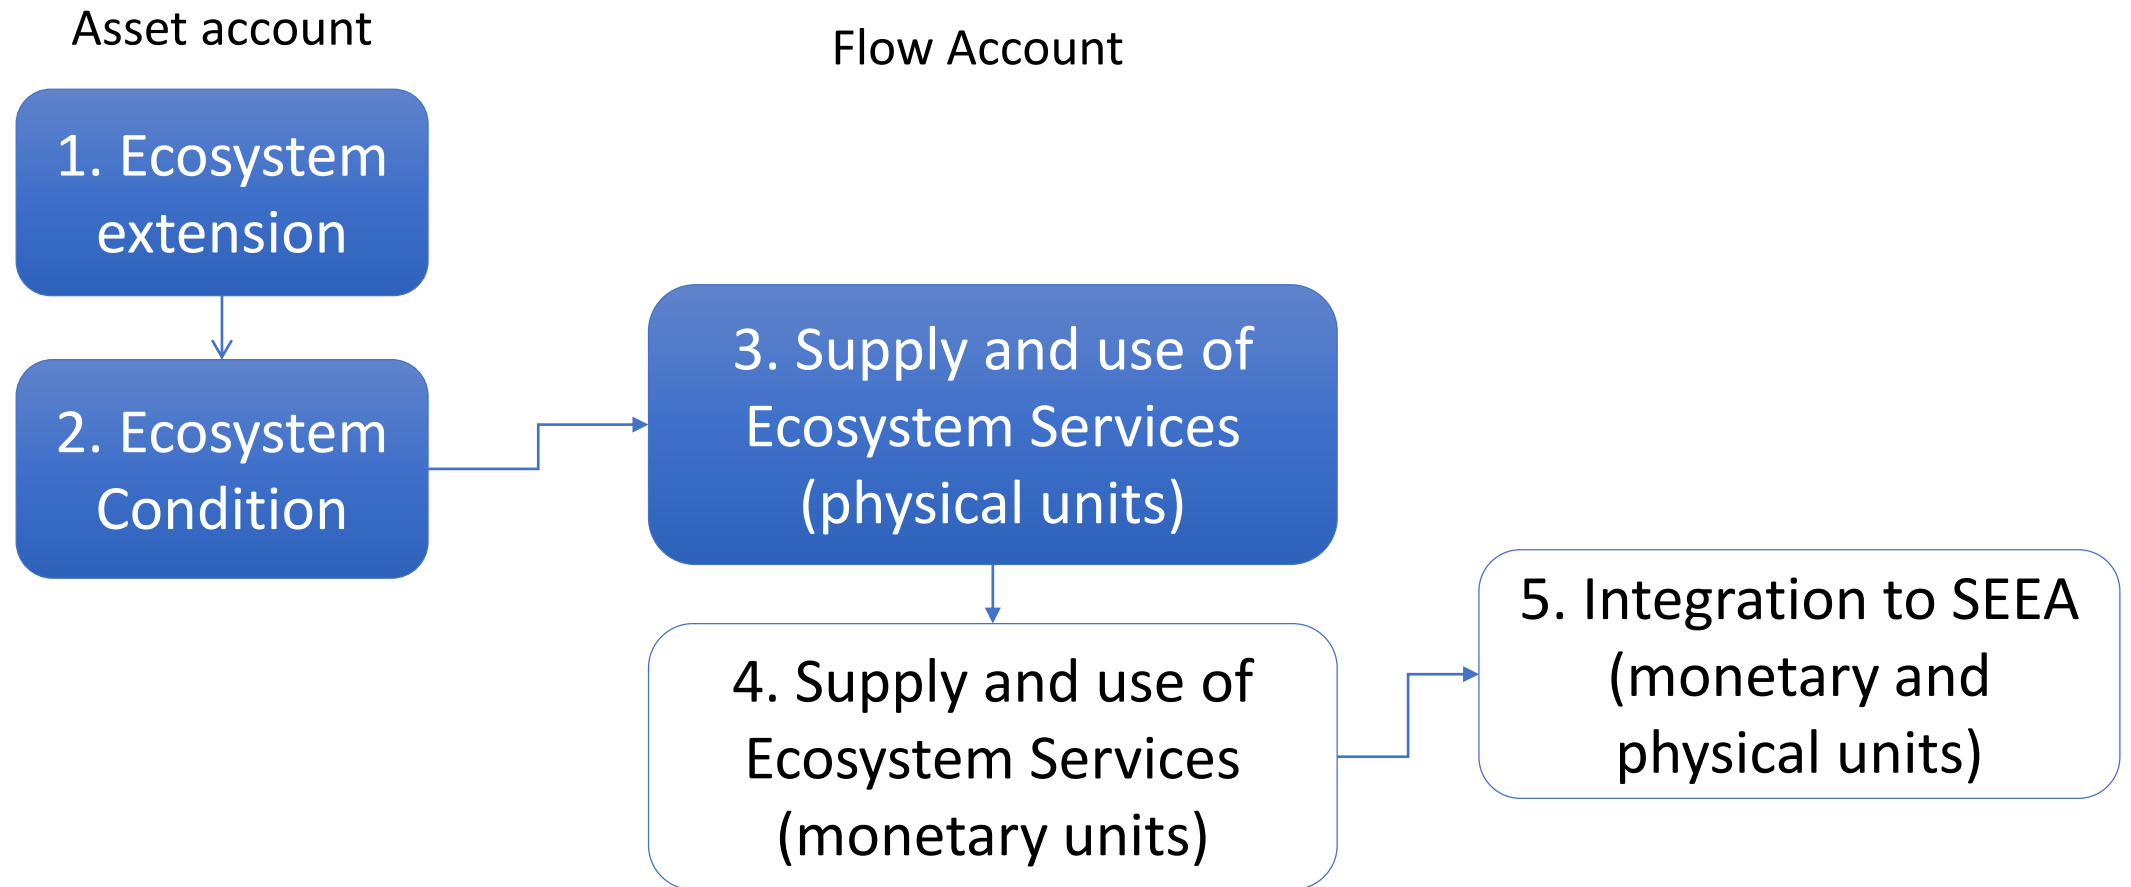 Asset account
Flow Account
1. Ecosystem
extension
2. Ecosystem
Condition
3. Supply and use of
Ecosystem Services
(physical units)
4. Supply and use of
Ecosystem Services
(monetary units)
5. Integration to SEEA
(monetary and
physical units)